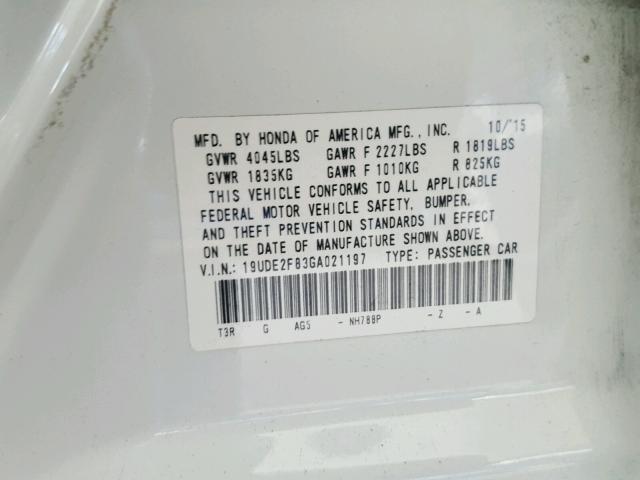 MFD. BY HONDA OF AMERICA MFG., INC. 10/15
GVWR 4045LBS GAWR F 2227LBS R 1819LBS
GVWR 1835KG GAWR F 1010KG R 825KG
THIS VEHICLE CONFORMS TO ALL APPLICABLE
FEDERAL MOTOR VEHICLE SAFETY, BUMPER,
AND THEFT PREVENTION STANDARDS IN EFFECT
ON THE DATE OF MANUFACTURE SHOWN ABOVE.
V.I.N.: 19UDE2F83GA021197 TYPE: PASSENGER CAR
T3R G AG5 - NH788P - Z - A